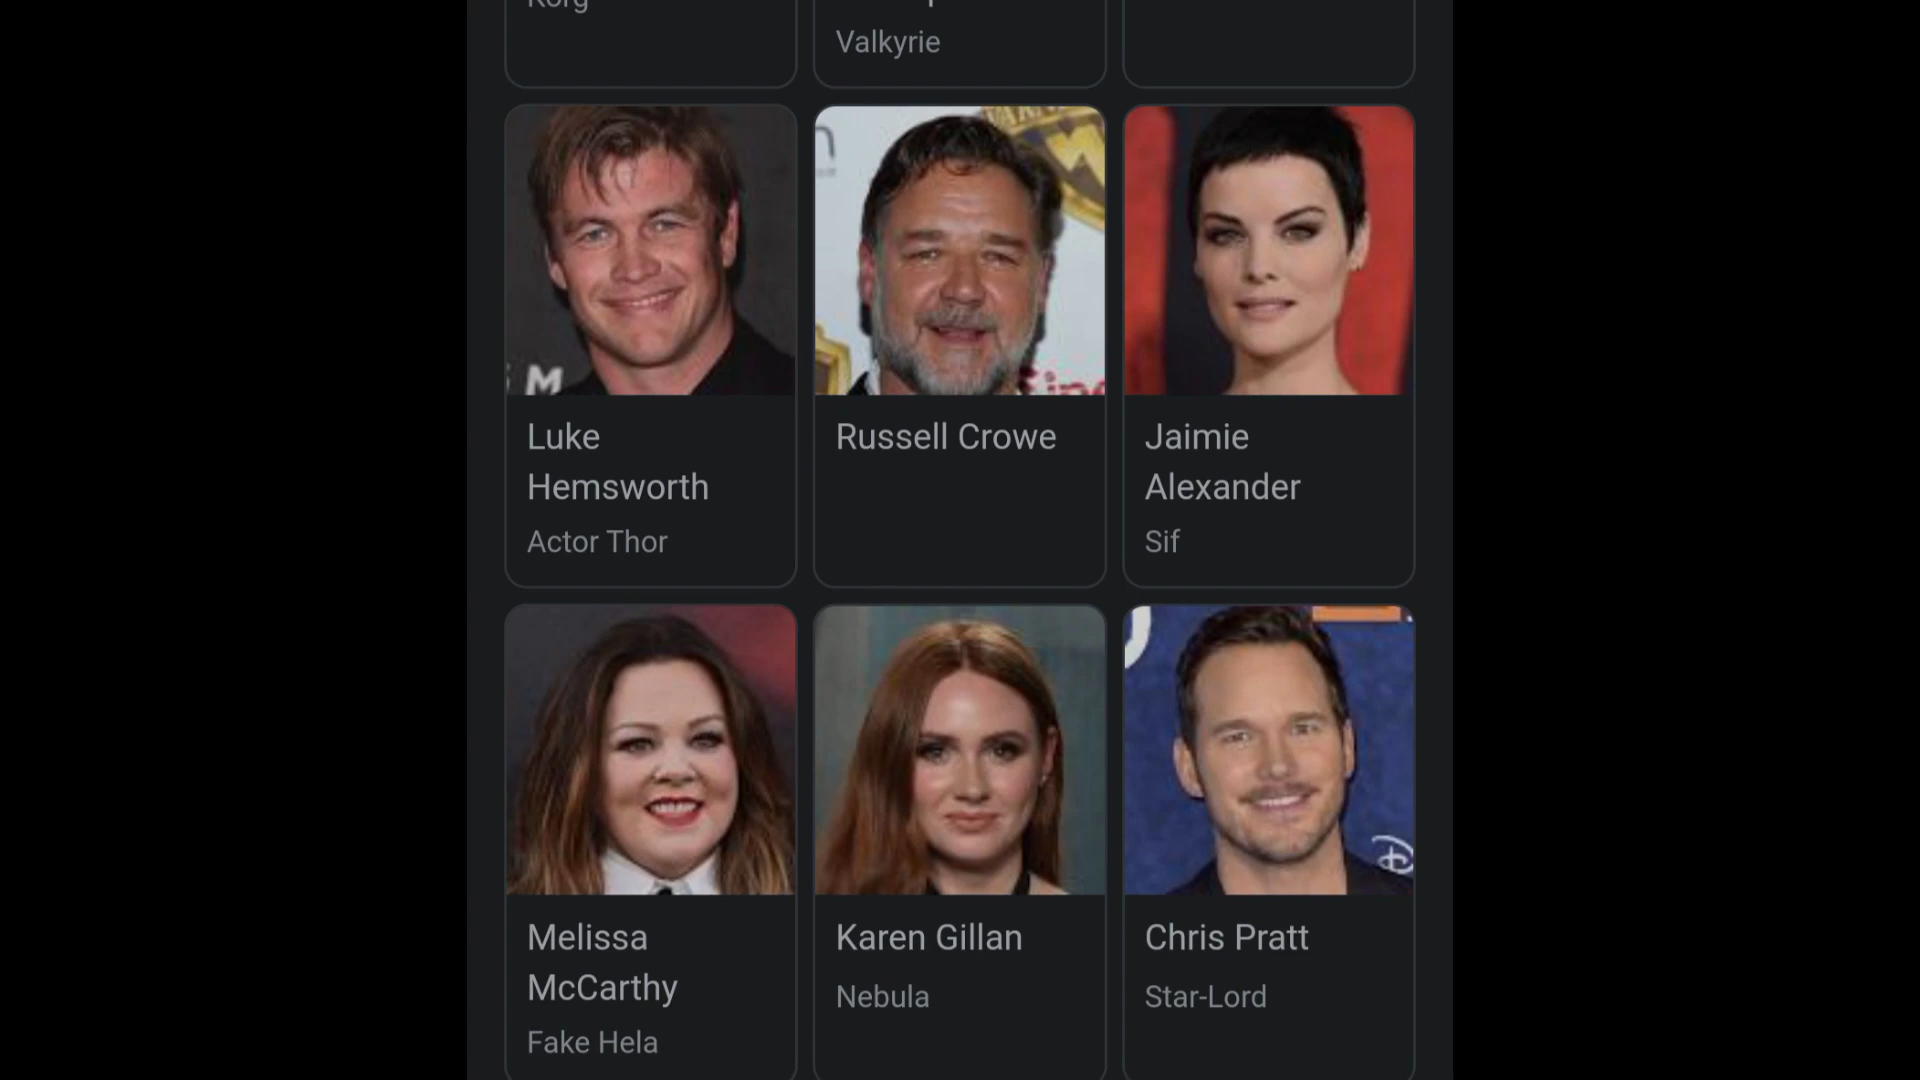 Korg
Valkyrie
M
Luke
Hemsworth
Actor Thor
Russell Crowe
Jaimie
Alexander
Sif
Melissa
McCarthy
Fake Hela
Karen Gillan
Nebula
Chris Pratt
Star-Lord